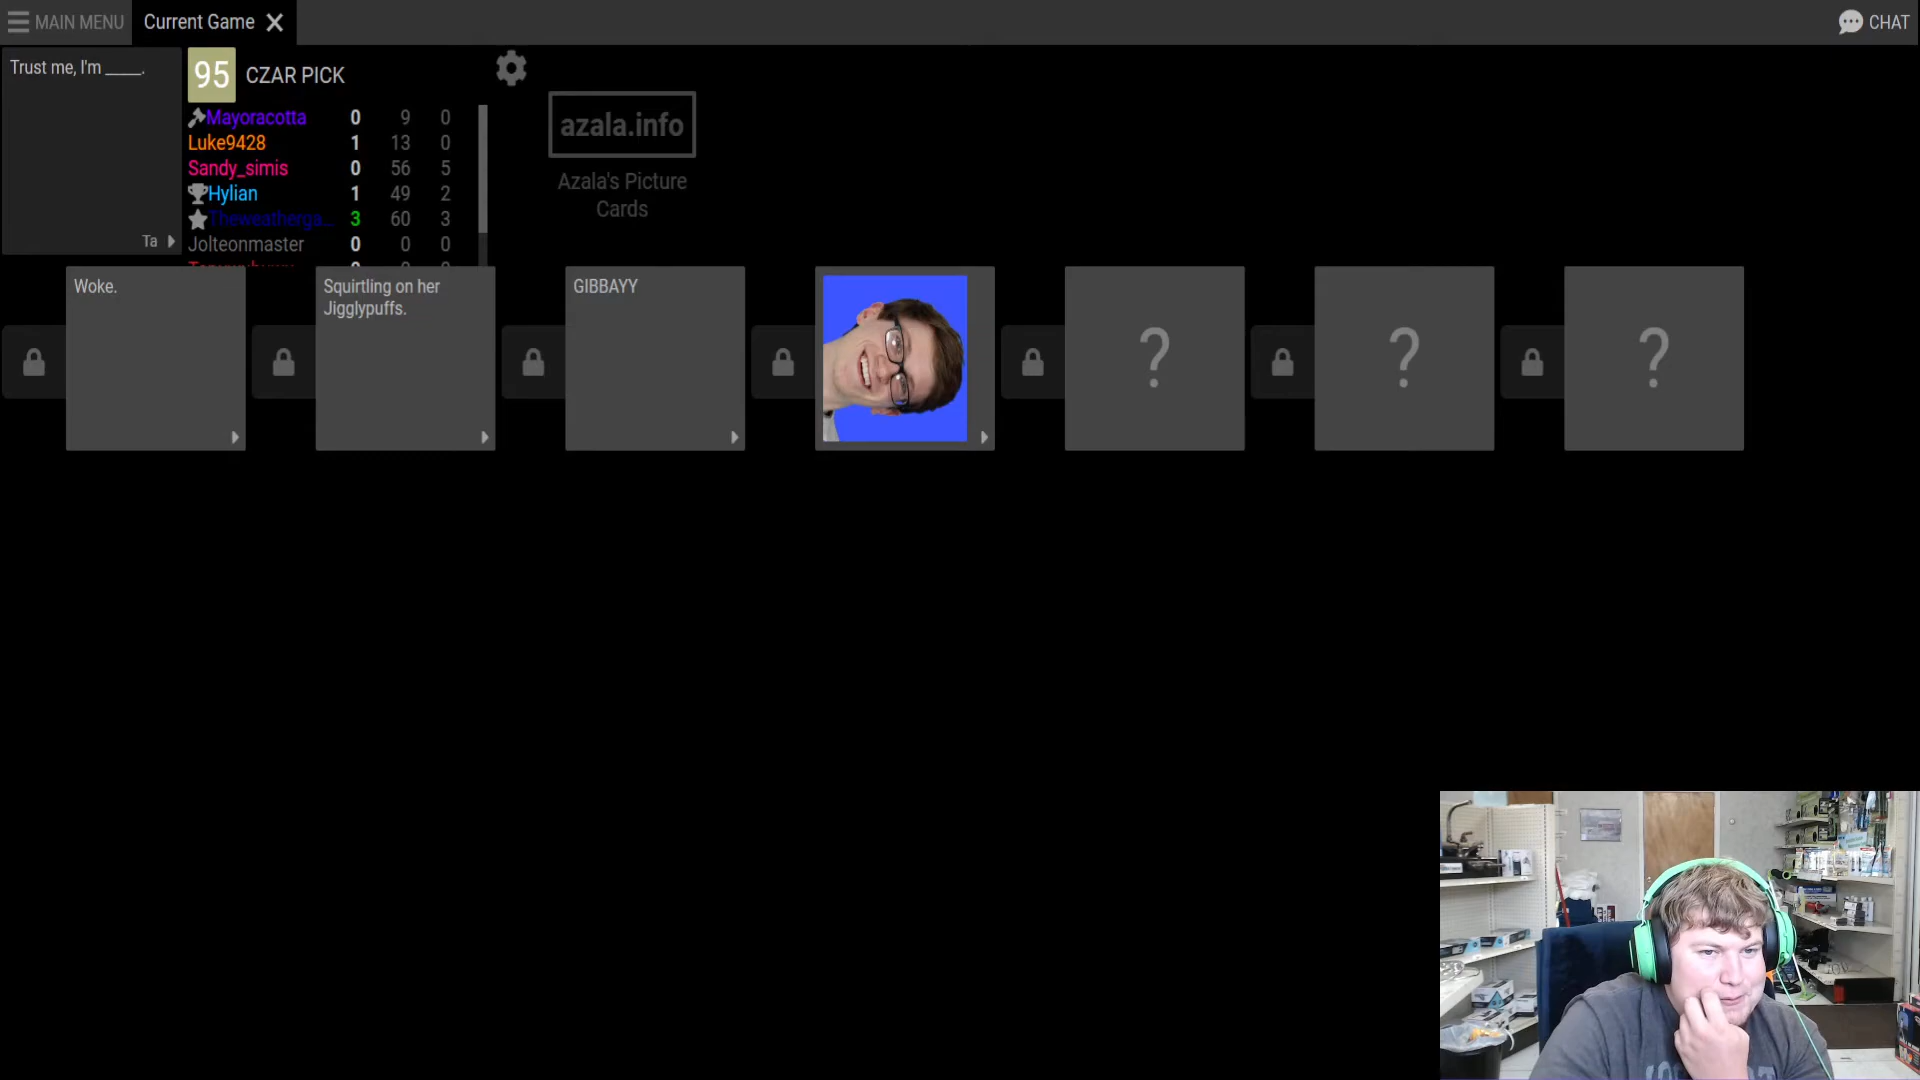 MAIN MENU
Current Game
CHAT
Trust me, I'm _____.
Ta
95 CZAR PICK
Mayoracotta 0 9 0
Luke9428 1 13 0
Sandy_simis 0 56 5
Hylian 1 49 2
Theweatherga... 3 60 3
Jolteonmaster 0 0 0
azala.info
Azala's Picture
Cards
Woke.
Squirtling on her
Jigglypuffs.
GIBBAYY
?
?
?